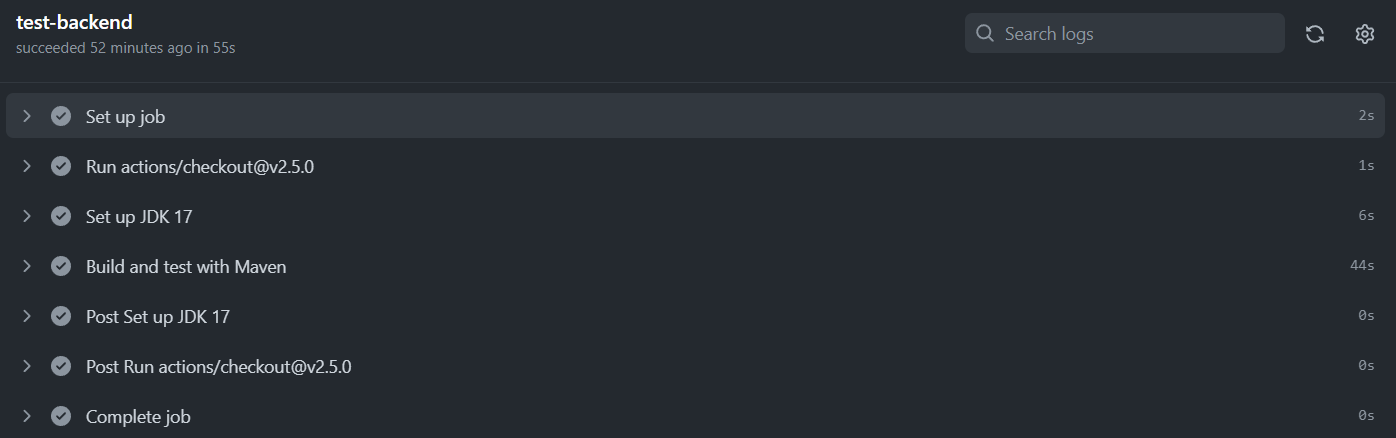 test-backend
succeeded 52 minutes ago in 55s
Search logs
Set up job 2s
Run actions/checkout@v2.5.0 1s
Set up JDK 17 6s
Build and test with Maven 44s
Post Set up JDK 17 0s
Post Run actions/checkout@v2.5.0 0s
Complete job 0s